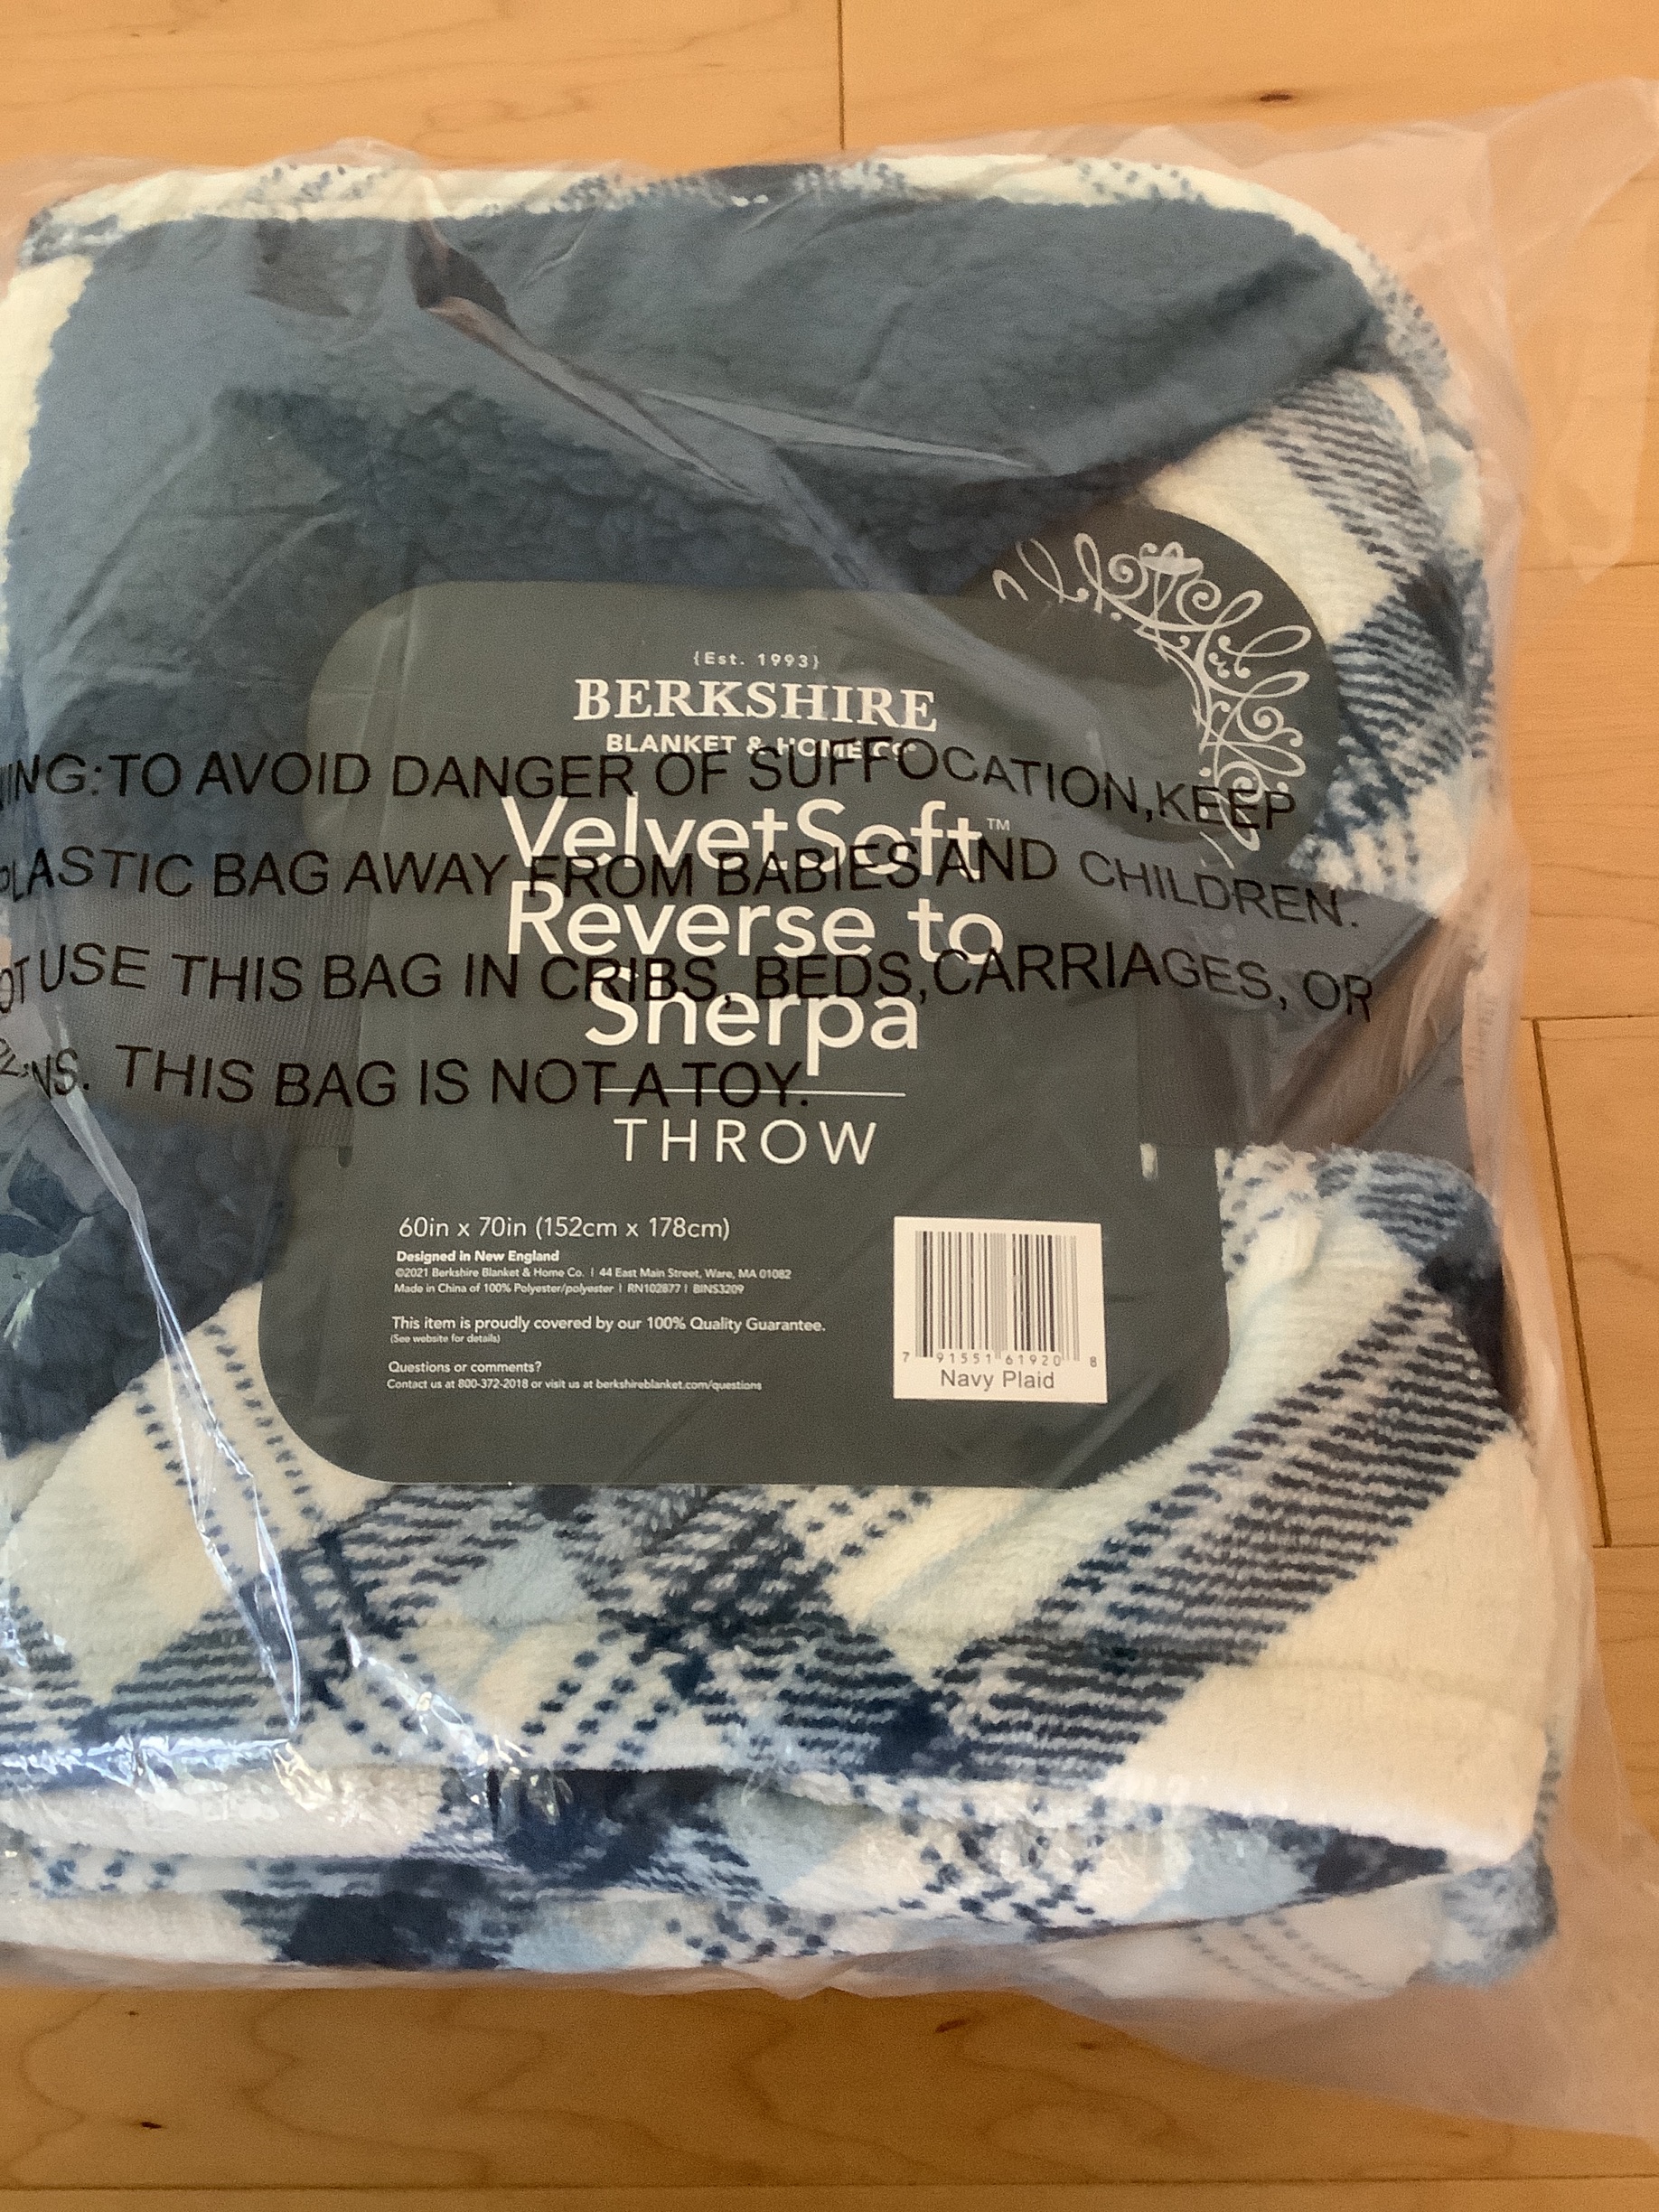 {Est. 1993}
BERKSHIRE
BLANKET & HOME Co
ING:TO AVOID DANGER OF SUFFOCATION,KEEP
VelvetSoft™
PLASTIC BAG AWAY FROM BABIES AND CHILDREN.
Reverse to
OT USE THIS BAG IN CRIBS, BEDS,CARRIAGES, OR
Sherpa
NS. THIS BAG IS NOT A TOY.
THROW
60in x 70in (152cm x 178cm)
Designed in New England
©2021 Berkshire Blanket & Home Co. | 44 East Main Street, Ware, MA 01082
Made in China of 100% Polyester/polyester | RN102877 | BINS3209
This item is proudly covered by our 100% Quality Guarantee.
(See website for details)
Questions or comments?
Contact us at 800-372-2018 or visit us at berkshireblanket.com/questions
7 91551 61920 8
Navy Plaid